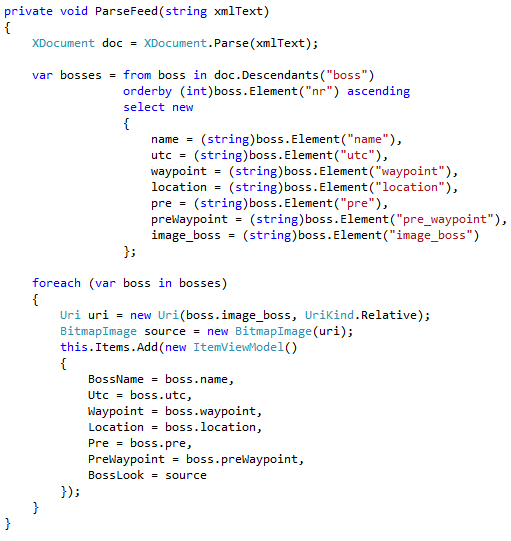 private void ParseFeed(string xmlText)
{
    XDocument doc = XDocument.Parse(xmlText);

    var bosses = from boss in doc.Descendants("boss")
                 orderby (int)boss.Element("nr") ascending
                 select new
                 {
                     name = (string)boss.Element("name"),
                     utc = (string)boss.Element("utc"),
                     waypoint = (string)boss.Element("waypoint"),
                     location = (string)boss.Element("location"),
                     pre = (string)boss.Element("pre"),
                     preWaypoint = (string)boss.Element("pre_waypoint"),
                     image_boss = (string)boss.Element("image_boss")
                 };

    foreach (var boss in bosses)
    {
        Uri uri = new Uri(boss.image_boss, UriKind.Relative);
        BitmapImage source = new BitmapImage(uri);
        this.Items.Add(new ItemViewModel()
        {
            BossName = boss.name,
            Utc = boss.utc,
            Waypoint = boss.waypoint,
            Location = boss.location,
            Pre = boss.pre,
            PreWaypoint = boss.preWaypoint,
            BossLook = source
        });
    }
}